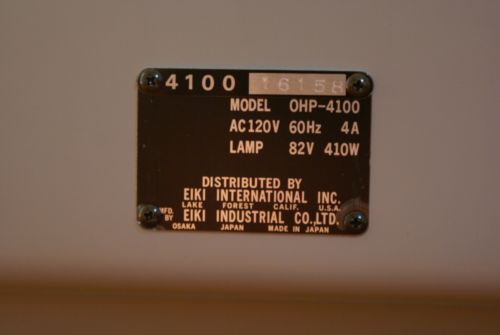 4100 16158
MODEL OHP-4100
AC120V 60Hz 4A
LAMP 82V 410W
DISTRIBUTED BY
EIKI INTERNATIONAL INC.
LAKE FOREST CALIF. U.S.A.
MFD. BY EIKI INDUSTRIAL CO.,LTD.
OSAKA JAPAN MADE IN JAPAN